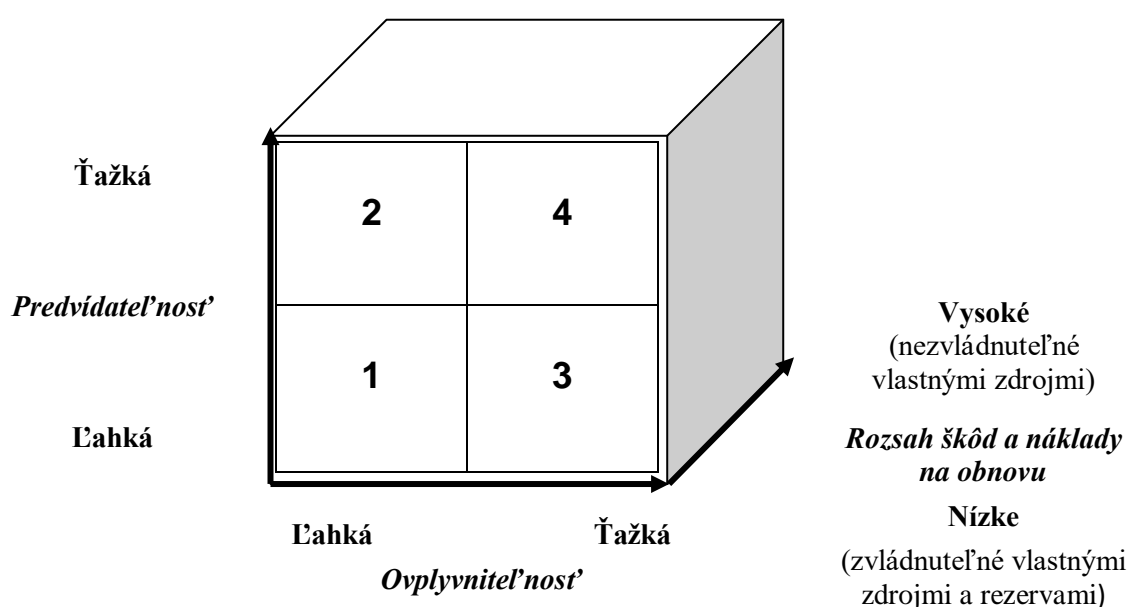 Ťažká
2 4
Predvídateľnosť
1 3
Ľahká
Ľahká Ťažká
Ovplyvniteľnosť
Vysoké
(nezvládnuteľné
vlastnými zdrojmi)
Rozsah škôd a náklady
na obnovu
Nízke
(zvládnuteľné vlastnými
zdrojmi a rezervami)